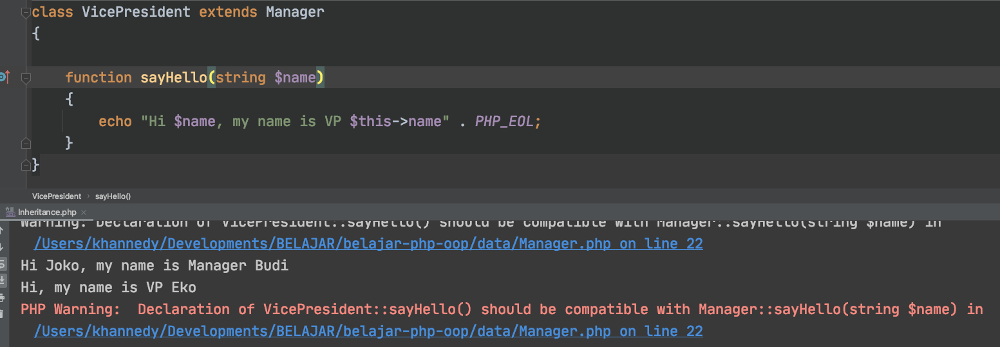 class VicePresident extends Manager
{
function sayHello(string $name)
{
echo "Hi $name, my name is VP $this->name" . PHP_EOL;
}
}
VicePresident › sayHello()
Inheritance.php ×
Warning: Declaration of VicePresident::sayHello() should be compatible with Manager::sayHello(string $name) in
/Users/khannedy/Developments/BELAJAR/belajar-php-oop/data/Manager.php on line 22
Hi Joko, my name is Manager Budi
Hi, my name is VP Eko
PHP Warning:  Declaration of VicePresident::sayHello() should be compatible with Manager::sayHello(string $name) in
/Users/khannedy/Developments/BELAJAR/belajar-php-oop/data/Manager.php on line 22